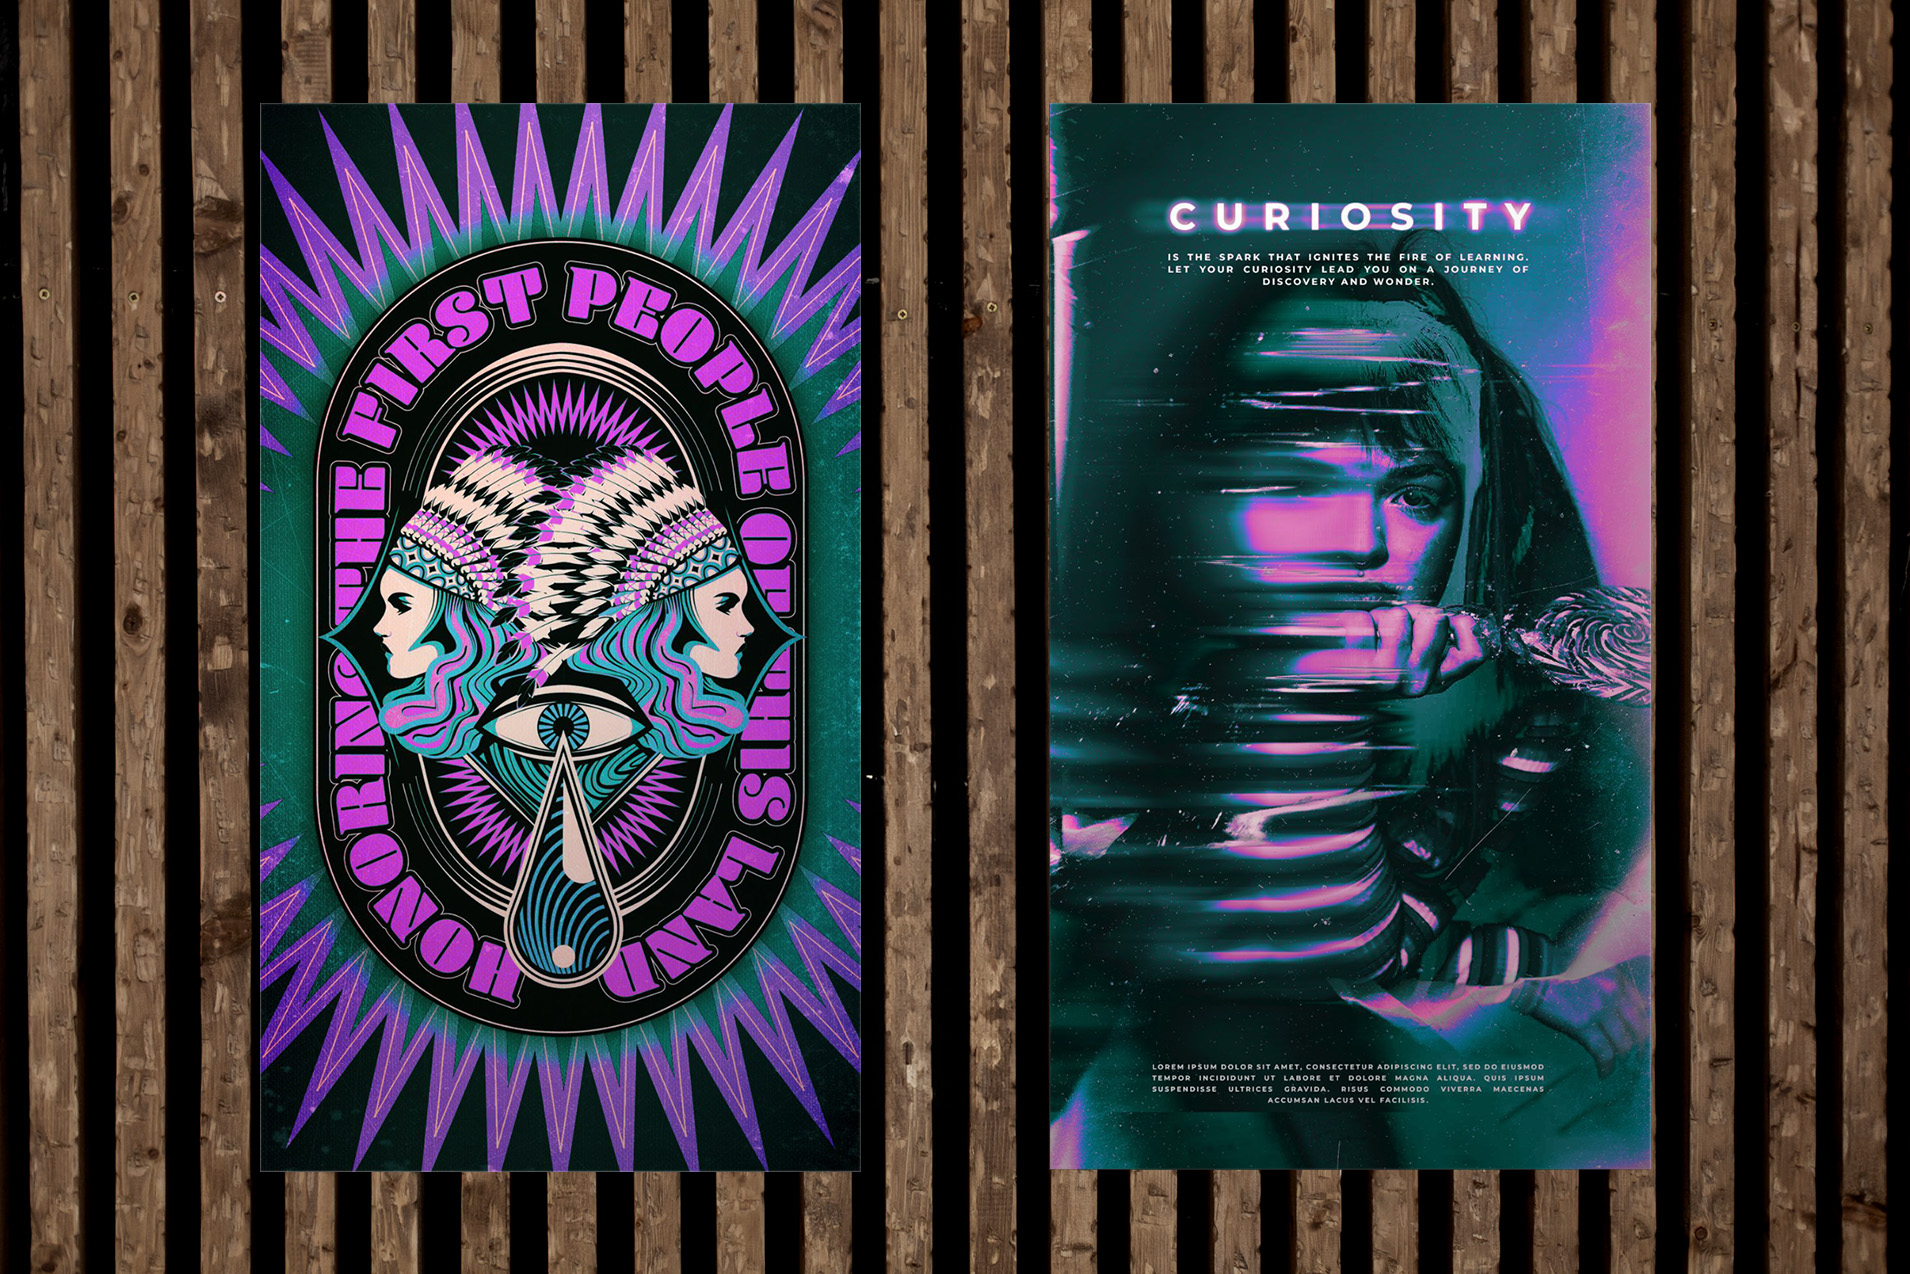 HONORING THE FIRST PEOPLE OF THIS LAND
CURIOSITY
IS THE SPARK THAT IGNITES THE FIRE OF LEARNING.
LET YOUR CURIOSITY LEAD YOU ON A JOURNEY OF
DISCOVERY AND WONDER.
LOREM IPSUM DOLOR SIT AMET, CONSECTETUR ADIPISCING ELIT, SED DO EIUSMOD
TEMPOR INCIDIDUNT UT LABORE ET DOLORE MAGNA ALIQUA. QUIS IPSUM
SUSPENDISSE ULTRICES GRAVIDA. RISUS COMMODO VIVERRA MAECENAS
ACCUMSAN LACUS VEL FACILISIS.